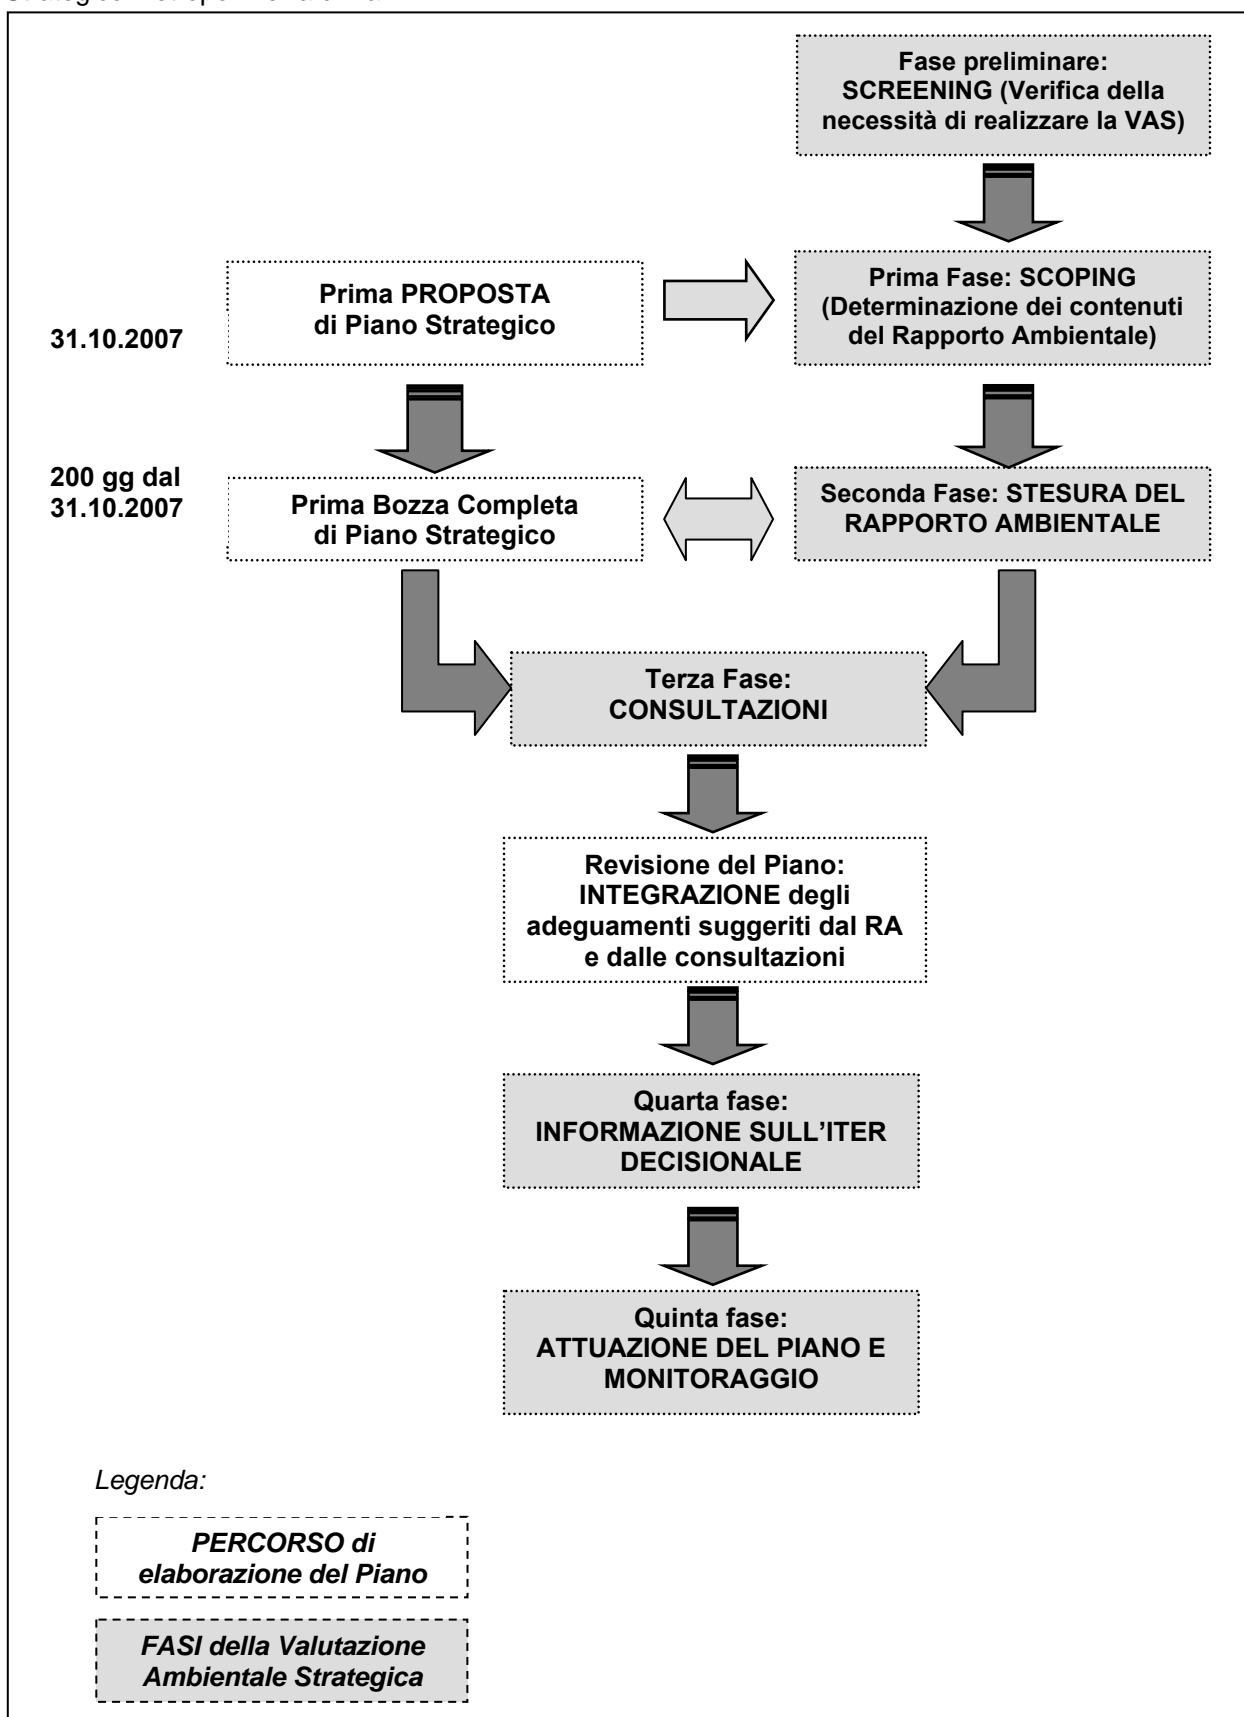 Fase preliminare:
SCREENING (Verifica della
necessità di realizzare la VAS)
Prima PROPOSTA
di Piano Strategico
Prima Fase: SCOPING
(Determinazione dei contenuti
del Rapporto Ambientale)
31.10.2007
200 gg dal
31.10.2007
Prima Bozza Completa
di Piano Strategico
Seconda Fase: STESURA DEL
RAPPORTO AMBIENTALE
Terza Fase:
CONSULTAZIONI
Revisione del Piano:
INTEGRAZIONE degli
adeguamenti suggeriti dal RA
e dalle consultazioni
Quarta fase:
INFORMAZIONE SULL’ITER
DECISIONALE
Quinta fase:
ATTUAZIONE DEL PIANO E
MONITORAGGIO
Legenda:
PERCORSO di
elaborazione del Piano
FASI della Valutazione
Ambientale Strategica